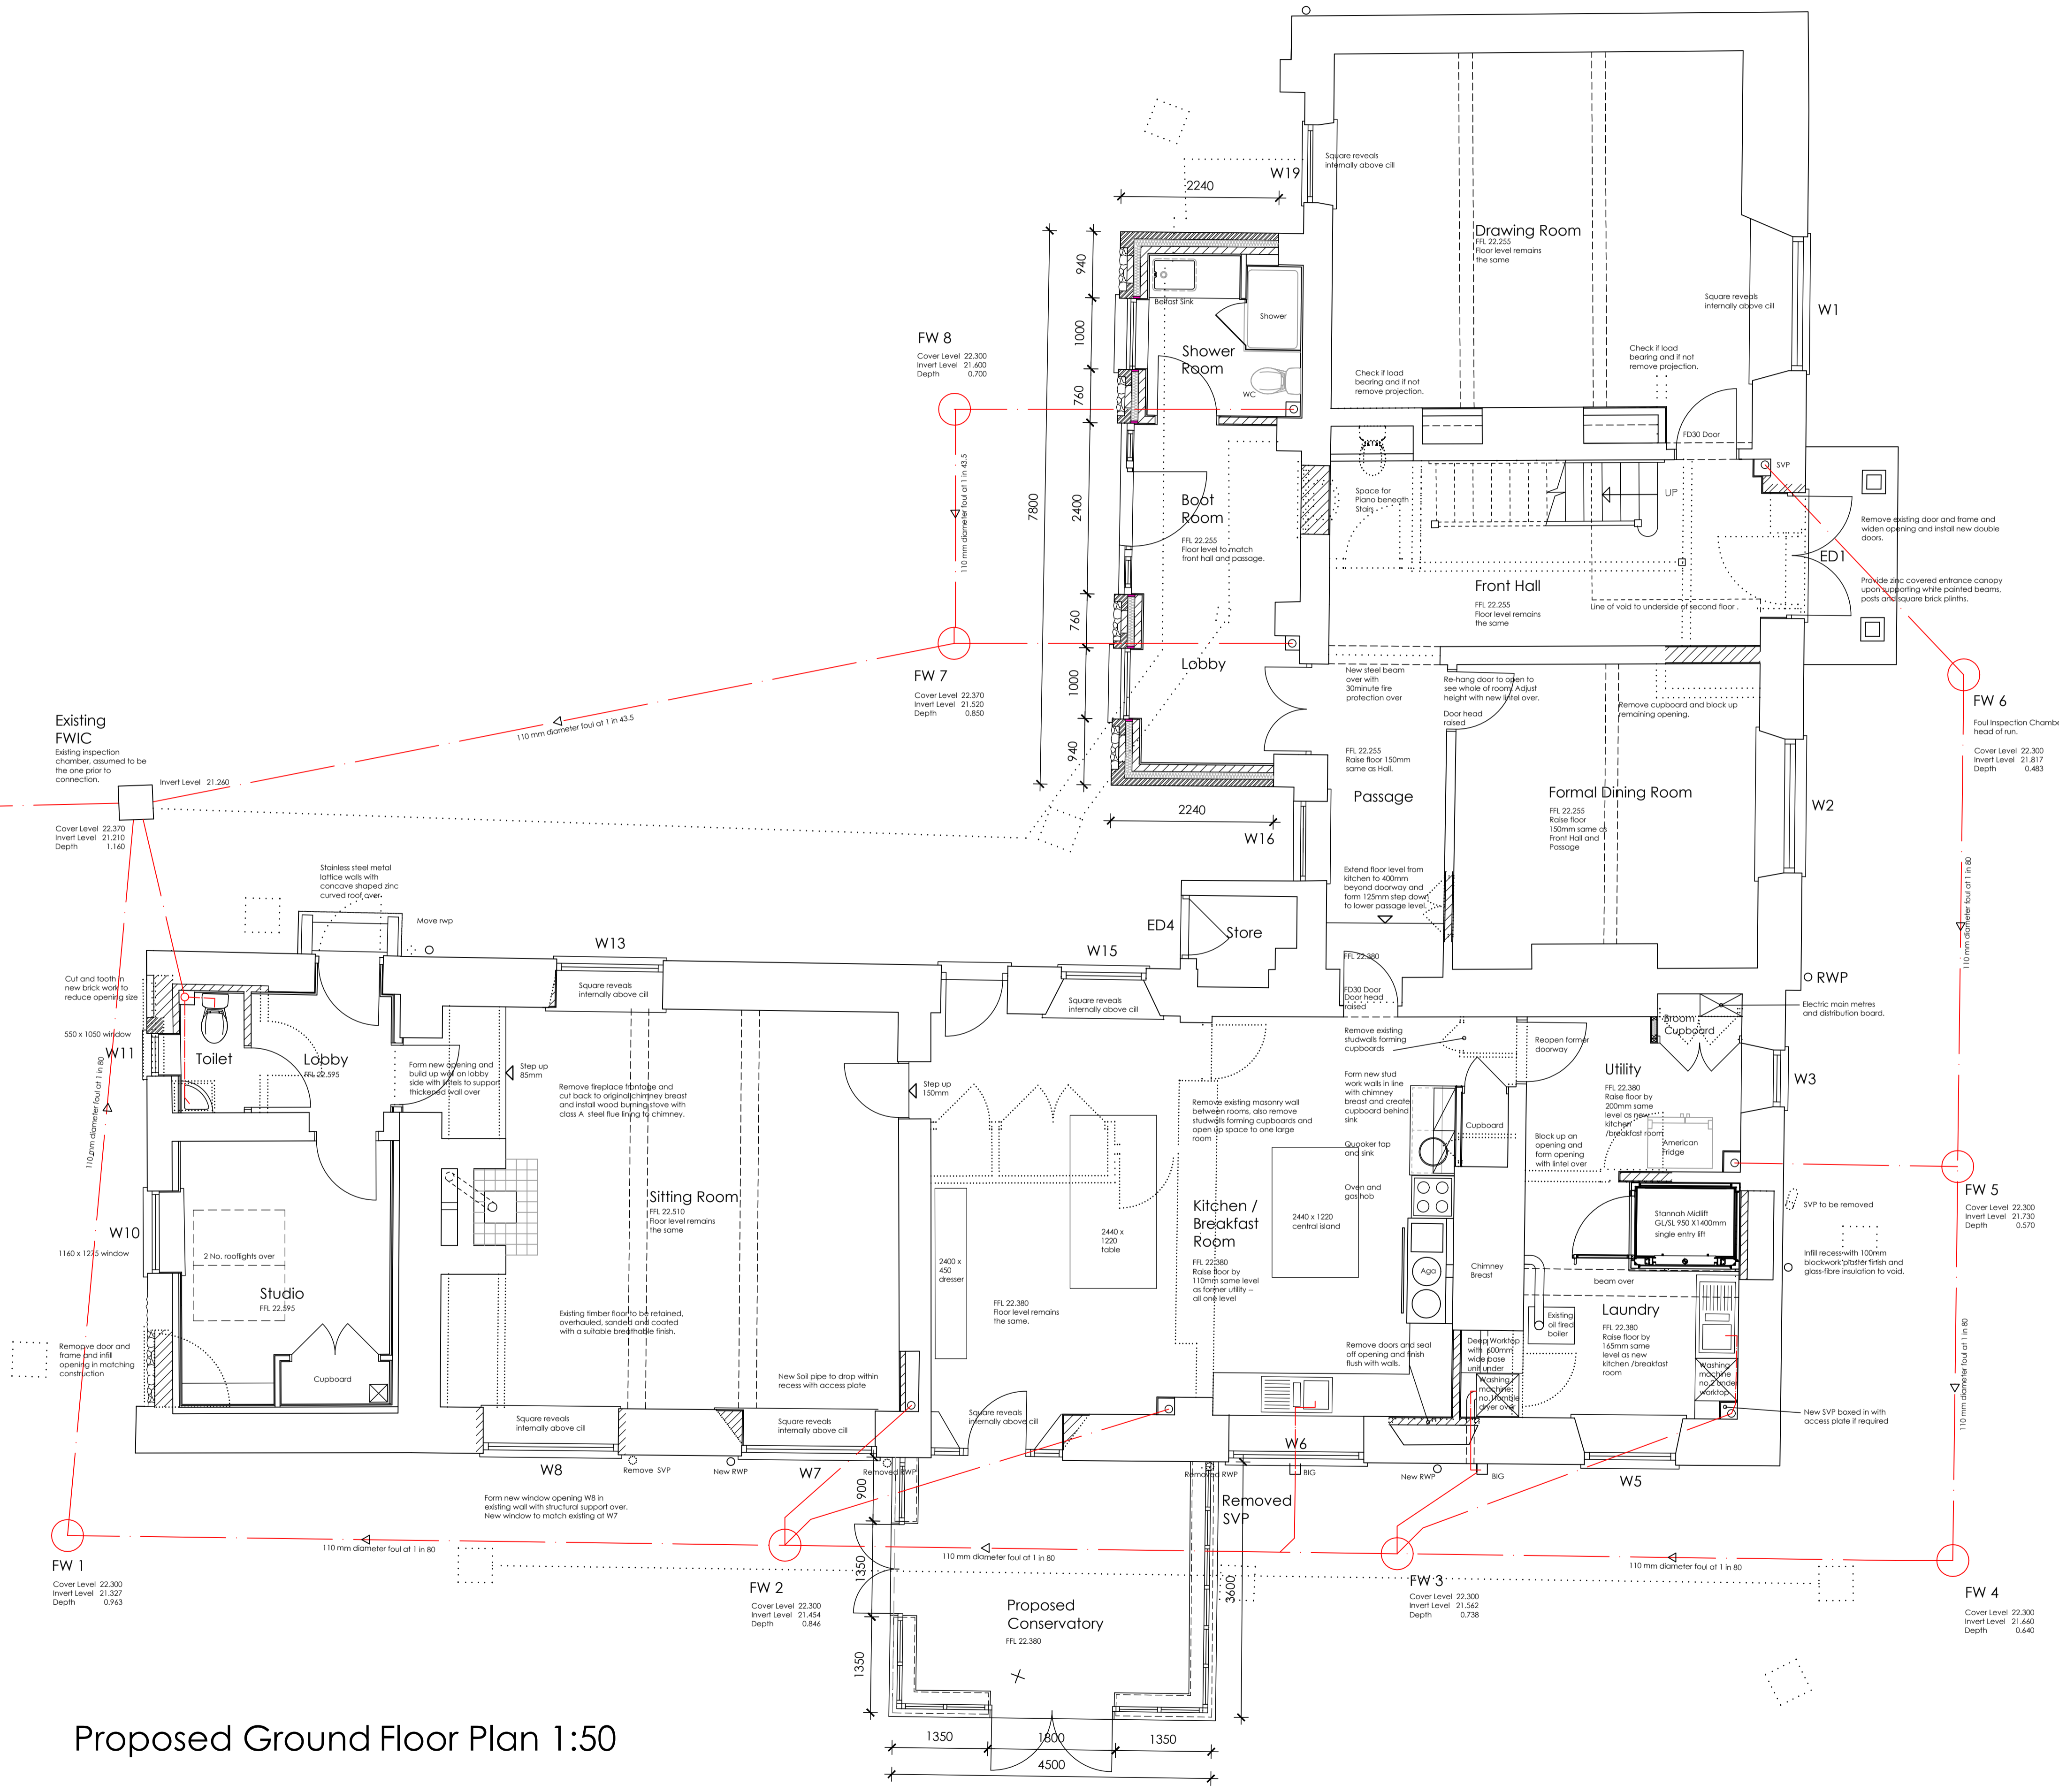 W19
Square reveals
internally above cill
2240
Drawing Room
FFL 22.255
Floor level remains
the same
Square reveals
internally above cill
W1
940
1000
760
2400
760
1000
940
7800
2240
Belfast Sink
Shower
Shower
Room
WC
FW 8
Cover Level 22.300
Invert Level 21.600
Depth 0.700
Check if load
bearing and if not
remove projection.
Check if load
bearing and if not
remove projection.
FD30 Door
SVP
110 mm diameter foul at 1 in 43.5
Boot
Room
FFL 22.255
Floor level to match
front hall and passage.
Space for
Piano beneath
Stairs
UP
Remove existing door and frame and
widen opening and install new double
doors.
ED1
Provide zinc covered entrance canopy
upon supporting white painted beams,
posts and square brick plinths.
Front Hall
FFL 22.255
Floor level remains
the same
Line of void to underside of second floor
Lobby
FW 7
Cover Level 22.370
Invert Level 21.520
Depth 0.850
New steel beam
over with
30minute fire
protection over
Re-hang door to open to
see whole of room. Adjust
height with new lintel over.
Door head
raised
Remove cupboard and block up
remaining opening.
FW 6
Foul Inspection Chambe
head of run.
Cover Level 22.300
Invert Level 21.817
Depth 0.483
Existing
FWIC
Existing inspection
chamber, assumed to be
the one prior to
connection.
Invert Level 21.260
110 mm diameter foul at 1 in 43.5
Cover Level 22.370
Invert Level 21.210
Depth 1.160
FFL 22.255
Raise floor 150mm
same as Hall.
Passage
Formal Dining Room
FFL 22.255
Raise floor
150mm same as
Front Hall and
Passage
W2
W16
Extend floor level from
kitchen to 400mm
beyond doorway and
form 125mm step down
to lower passage level.
110 mm diameter foul at 1 in 80
Stainless steel metal
lattice walls with
concave shaped zinc
curved roof over
Move rwp
W13
W15
ED4
Store
FFL 22.380
FD30 Door
Door head
raised
RWP
Electric main metres
and distribution board.
Cut and tooth in
new brick work to
reduce opening size
550 x 1050 window
W11
Toilet
Lobby
FFL 22.595
Square reveals
internally above cill
Square reveals
internally above cill
Form new opening and
build up wall on lobby
side with lintels to support
thickened wall over
Step up
85mm
Remove fireplace frontage and
cut back to original chimney breast
and install wood burning stove with
class A steel flue lining to chimney.
Step up
150mm
Remove existing masonry wall
between rooms, also remove
studwalls forming cupboards and
open up space to one large
room
Remove existing
studwalls forming
cupboards
Form new stud
work walls in line
with chimney
breast and create
cupboard behind
sink
Quooker tap
and sink
Oven and
gas hob
Cupboard
Reopen former
doorway
Broom
Cupboard
Utility
FFL 22.380
Raise floor by
200mm same
level as new
kitchen
/breakfast room
W3
Block up an
opening and
form opening
with lintel over
American
Fridge
110 mm diameter foul at 1 in 80
W10
1160 x 1275 window
2 No. rooflights over
Studio
FFL 22.595
Sitting Room
FFL 22.510
Floor level remains
the same
2440 x
1220
table
2400 x
450
dresser
Kitchen /
Breakfast
Room
FFL 22.380
Raise floor by
110mm same level
as former utility –
all one level
2440 x 1220
central island
Aga
Chimney
Breast
Stannah Midlift
GL/SL 950 X1400mm
single entry lift
FW 5
Cover Level 22.300
Invert Level 21.730
Depth 0.570
SVP to be removed
Infill recess with 100mm
blockwork plaster finish and
glass-fibre insulation to void.
beam over
Laundry
FFL 22.380
Raise floor by
165mm same
level as new
kitchen /breakfast
room
Existing
oil fired
boiler
FFL 22.380
Floor level remains
the same.
Existing timber floor to be retained,
overhauled, sanded and coated
with a suitable breathable finish.
Remopve door and
frame and infill
opening in matching
construction
Cupboard
New Soil pipe to drop within
recess with access plate
Remove doors and seal
off opening and finish
flush with walls.
Deep Worktop
with 600mm
wide base
unit under
Washing
machine
no.1 tumble
dryer over
Washing
machine
no.2 under
worktop
New SVP boxed in with
access plate if required
110 mm diameter foul at 1 in 80
Square reveals
internally above cill
Square reveals
internally above cill
Square reveals
internally above cill
W8
Remove SVP
New RWP
W7
Removed RWP
Removed RWP
W6
BIG
New RWP
BIG
W5
Form new window opening W8 in
existing wall with structural support over.
New window to match existing at W7
Removed
SVP
900
1350
1350
3600
110 mm diameter foul at 1 in 80
110 mm diameter foul at 1 in 80
110 mm diameter foul at 1 in 80
FW 1
Cover Level 22.300
Invert Level 21.327
Depth 0.963
FW 2
Cover Level 22.300
Invert Level 21.454
Depth 0.846
Proposed
Conservatory
FFL 22.380
FW 3
Cover Level 22.300
Invert Level 21.562
Depth 0.738
FW 4
Cover Level 22.300
Invert Level 21.660
Depth 0.640
1350
1800
1350
4500
Proposed Ground Floor Plan 1:50